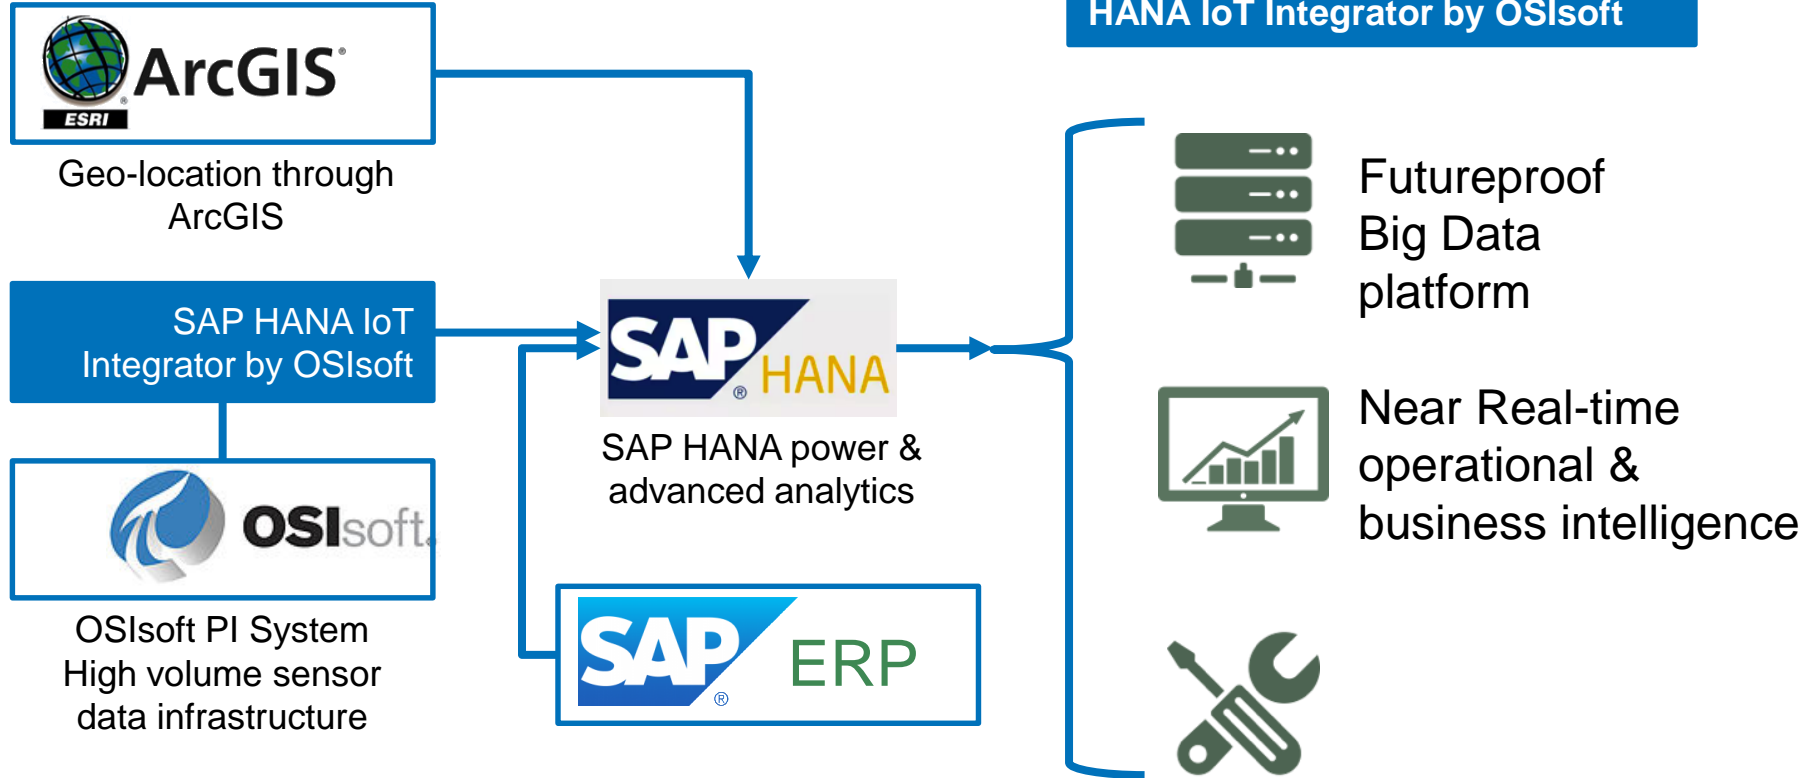 HANA IoT Integrator by OSIsoft
ArcGIS®
®
ESRI
Geo-location through
ArcGIS
SAP HANA IoT
Integrator by OSIsoft
OSIsoft.
OSIsoft PI System
High volume sensor
data infrastructure
SAP
® HANA
SAP HANA power &
advanced analytics
SAP ERP
®
Futureproof
Big Data
platform
Near Real-time
operational &
business intelligence